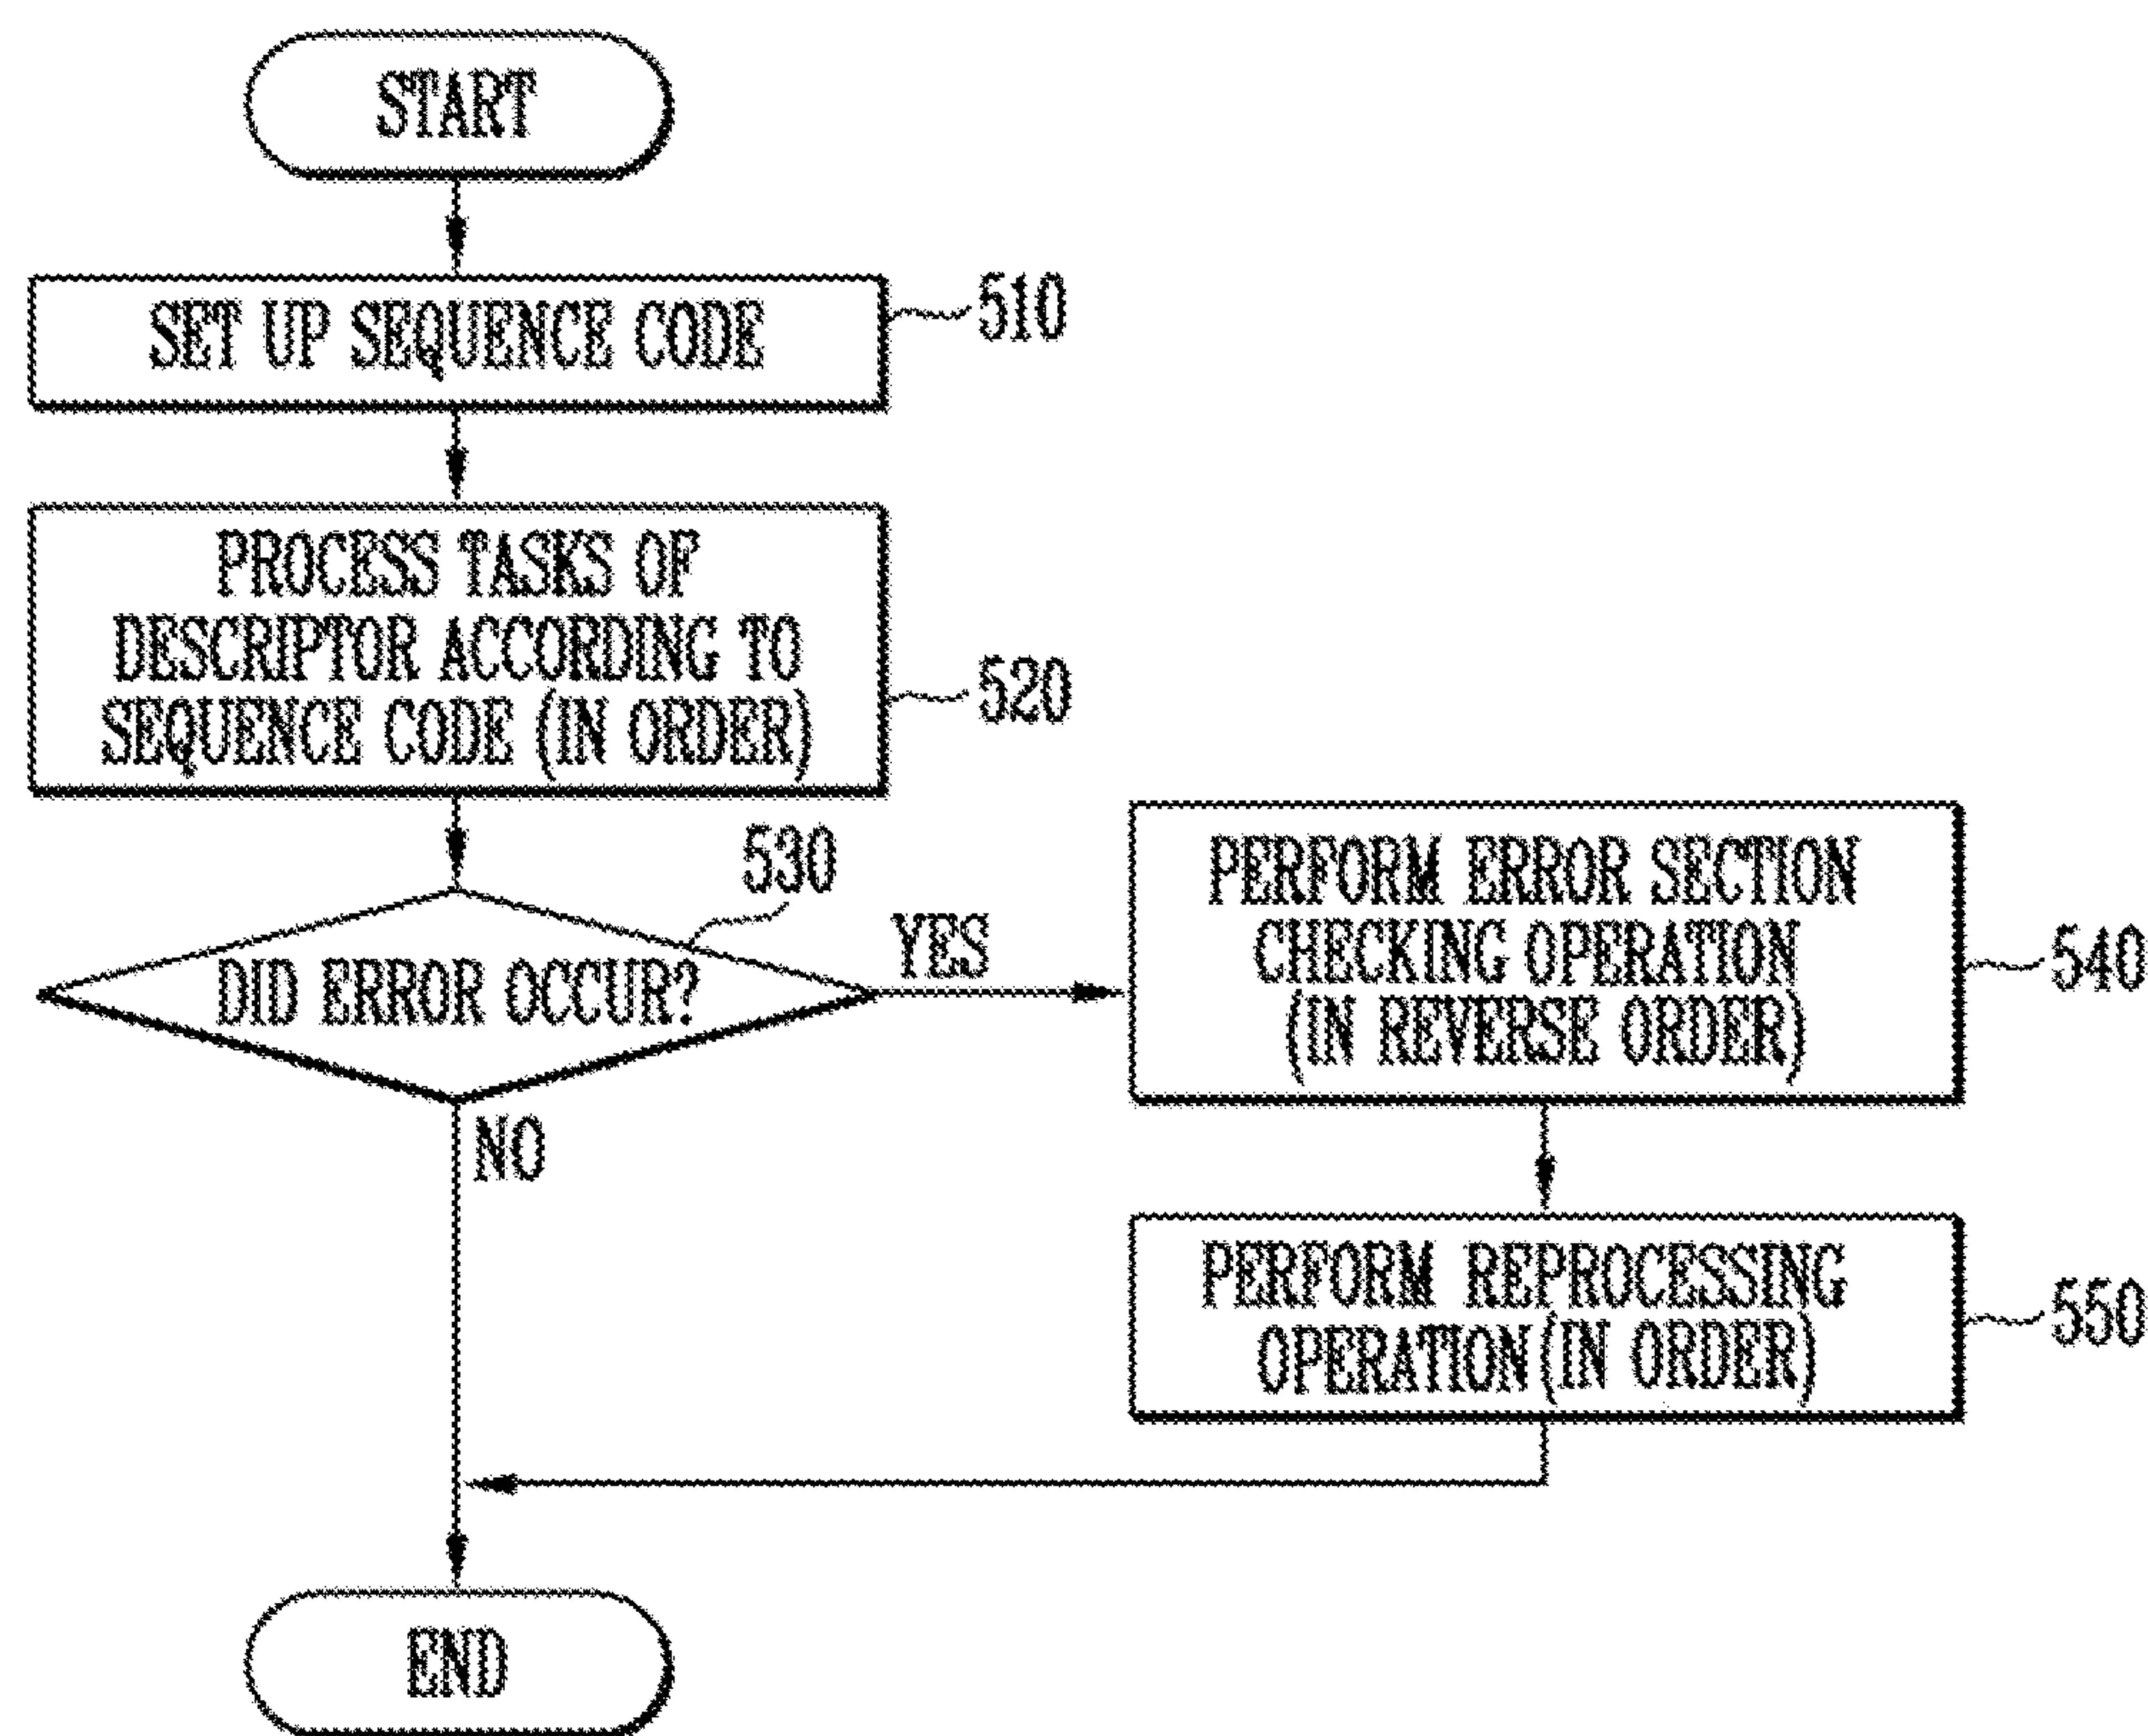 START
SET UP SEQUENCE CODE
510
PROCESS TASKS OF
DESCRIPTOR ACCORDING TO
SEQUENCE CODE (IN ORDER)
520
530
DID ERROR OCCUR?
YES
NO
PERFORM ERROR SECTION
CHECKING OPERATION
(IN REVERSE ORDER)
540
PERFORM REPROCESSING
OPERATION (IN ORDER)
550
END